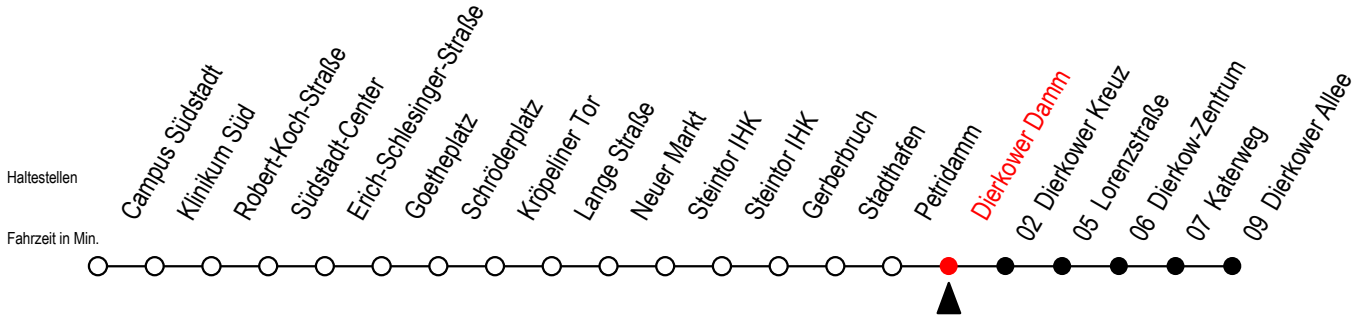 Haltestellen
Fahrzeit in Min.
Campus Südstadt
Klinikum Süd
Robert-Koch-Straße
Südstadt-Center
Erich-Schlesinger-Straße
Goetheplatz
Schröderplatz
Kröpeliner Tor
Lange Straße
Neuer Markt
Steintor IHK
Steintor IHK
Gerberbruch
Stadthafen
Petridamm
Dierkower Damm
02 Dierkower Kreuz
05 Lorenzstraße
06 Dierkow-Zentrum
07 Katenweg
09 Dierkower Allee